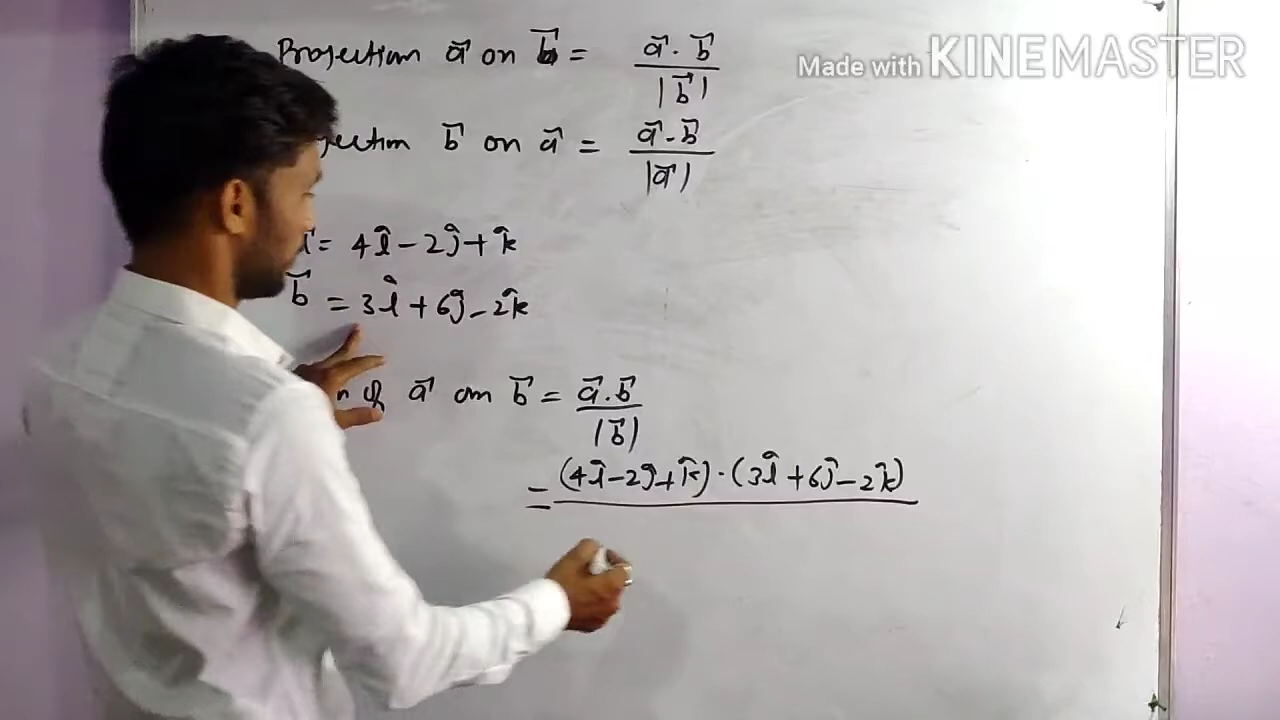 Projection a⃗ on b⃗ = a⃗ . b⃗ / |b⃗|
Made with KINEMASTER
b⃗ on a⃗ = a⃗ . b⃗ / |a⃗|
= 4î - 2ĵ + k̂
b⃗ = 3î + 6ĵ - 2k̂
of a⃗ on b⃗ = a⃗ . b⃗ / |b⃗|
= (4î - 2ĵ + k̂) . (3î + 6ĵ - 2k̂)